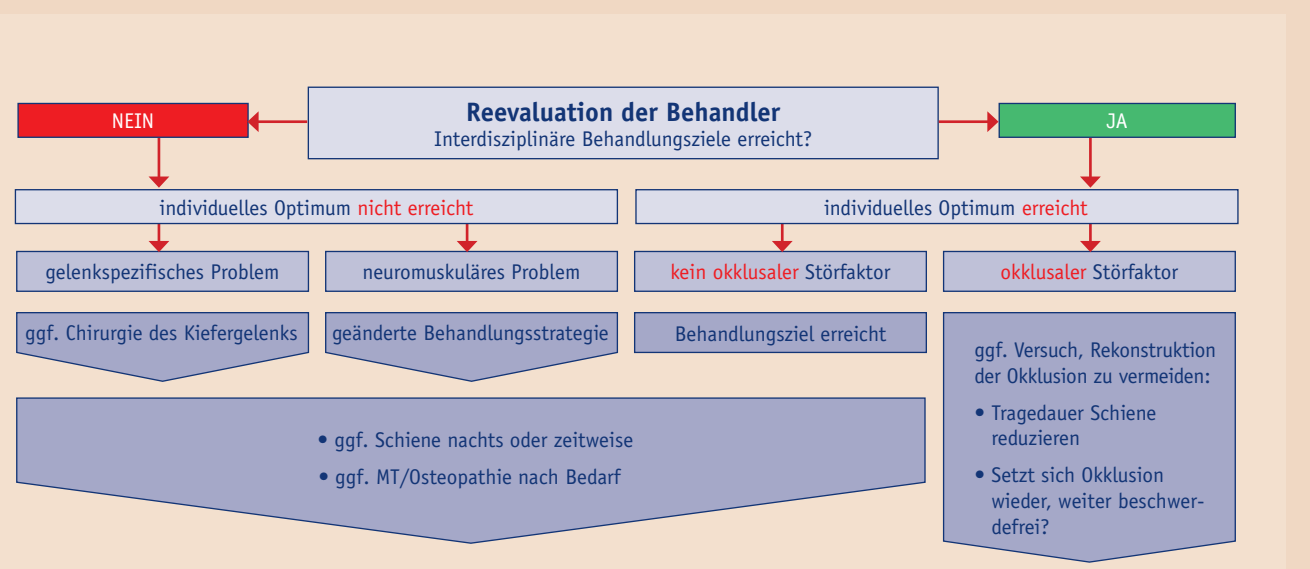 Reevaluation der Behandler
Interdisziplinäre Behandlungsziele erreicht?
NEIN
JA
individuelles Optimum nicht erreicht
individuelles Optimum erreicht
gelenkspezifisches Problem
neuromuskuläres Problem
kein okklusaler Störfaktor
okklusaler Störfaktor
ggf. Chirurgie des Kiefergelenks
geänderte Behandlungsstrategie
Behandlungsziel erreicht
ggf. Versuch, Rekonstruktion
der Okklusion zu vermeiden:
• Tragedauer Schiene
reduzieren
• Setzt sich Okklusion
wieder, weiter beschwer-
defrei?
• ggf. Schiene nachts oder zeitweise
• ggf. MT/Osteopathie nach Bedarf